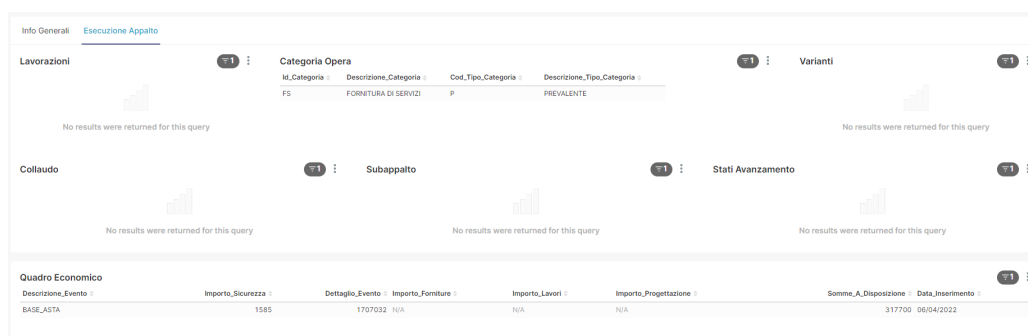 Info Generali Esecuzione Appalto
Lavorazioni 1 Categoria Opera 1 Varianti 1
Id_Categoria Descrizione_Categoria Cod_Tipo_Categoria Descrizione_Tipo_Categoria
FS FORNITURA DI SERVIZI P PREVALENTE
No results were returned for this query No results were returned for this query
Collaudo 1 Subappalto 1 Stati Avanzamento 1
No results were returned for this query No results were returned for this query No results were returned for this query
Quadro Economico 1
Descrizione_Evento Importo_Sicurezza Dettaglio_Evento Importo_Forniture Importo_Lavori Importo_Progettazione Somme_A_Disposizione Data_Inserimento
BASE_ASTA 1585 1707032 N/A N/A N/A 317700 06/04/2022